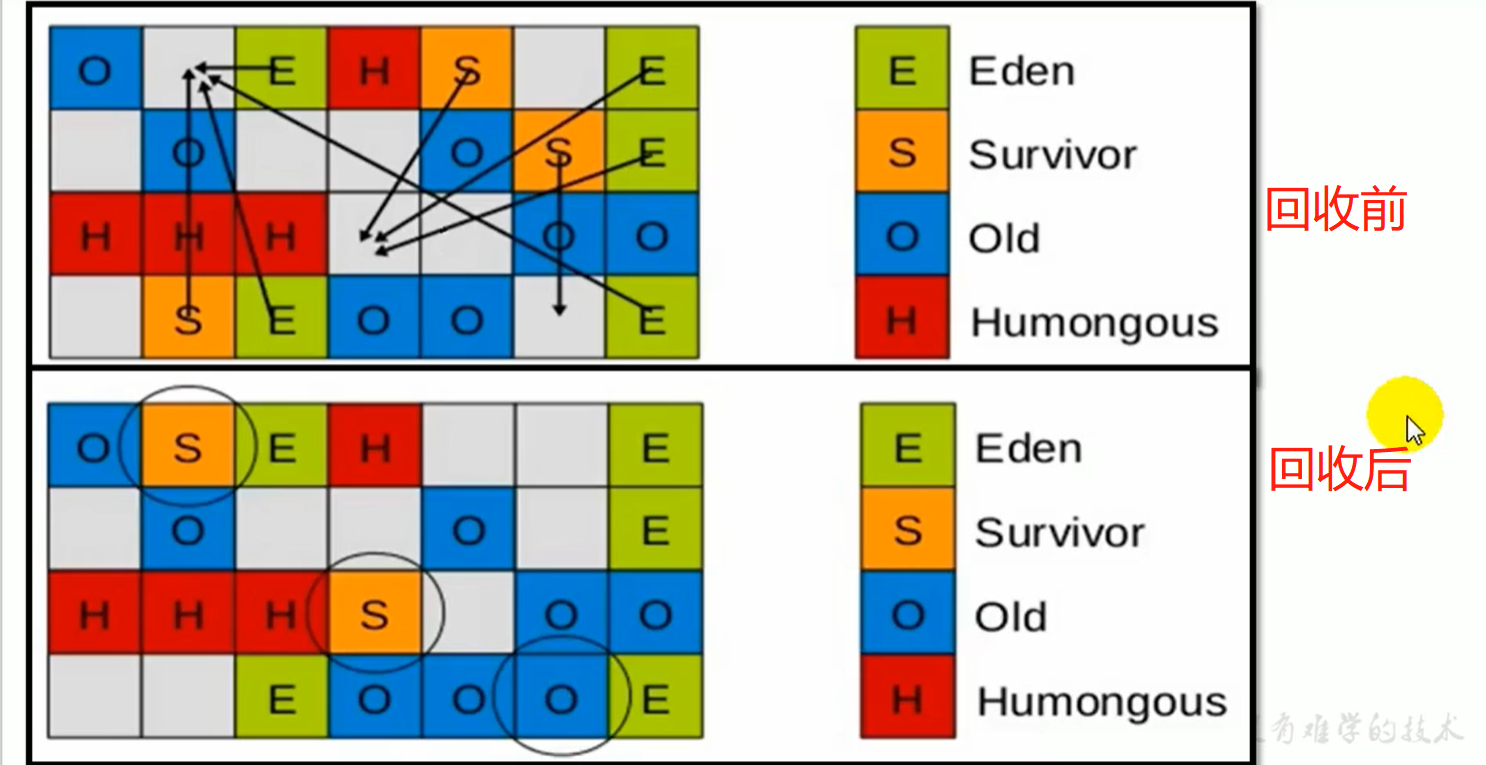 O E H S E
O O S E
H H H O O
S E O O E
E Eden
S Survivor
O Old
H Humongous
回收前
O S E H E
O O E
H H H S O O
E O O O E
E Eden
S Survivor
O Old
H Humongous
回收后
有难学的技术